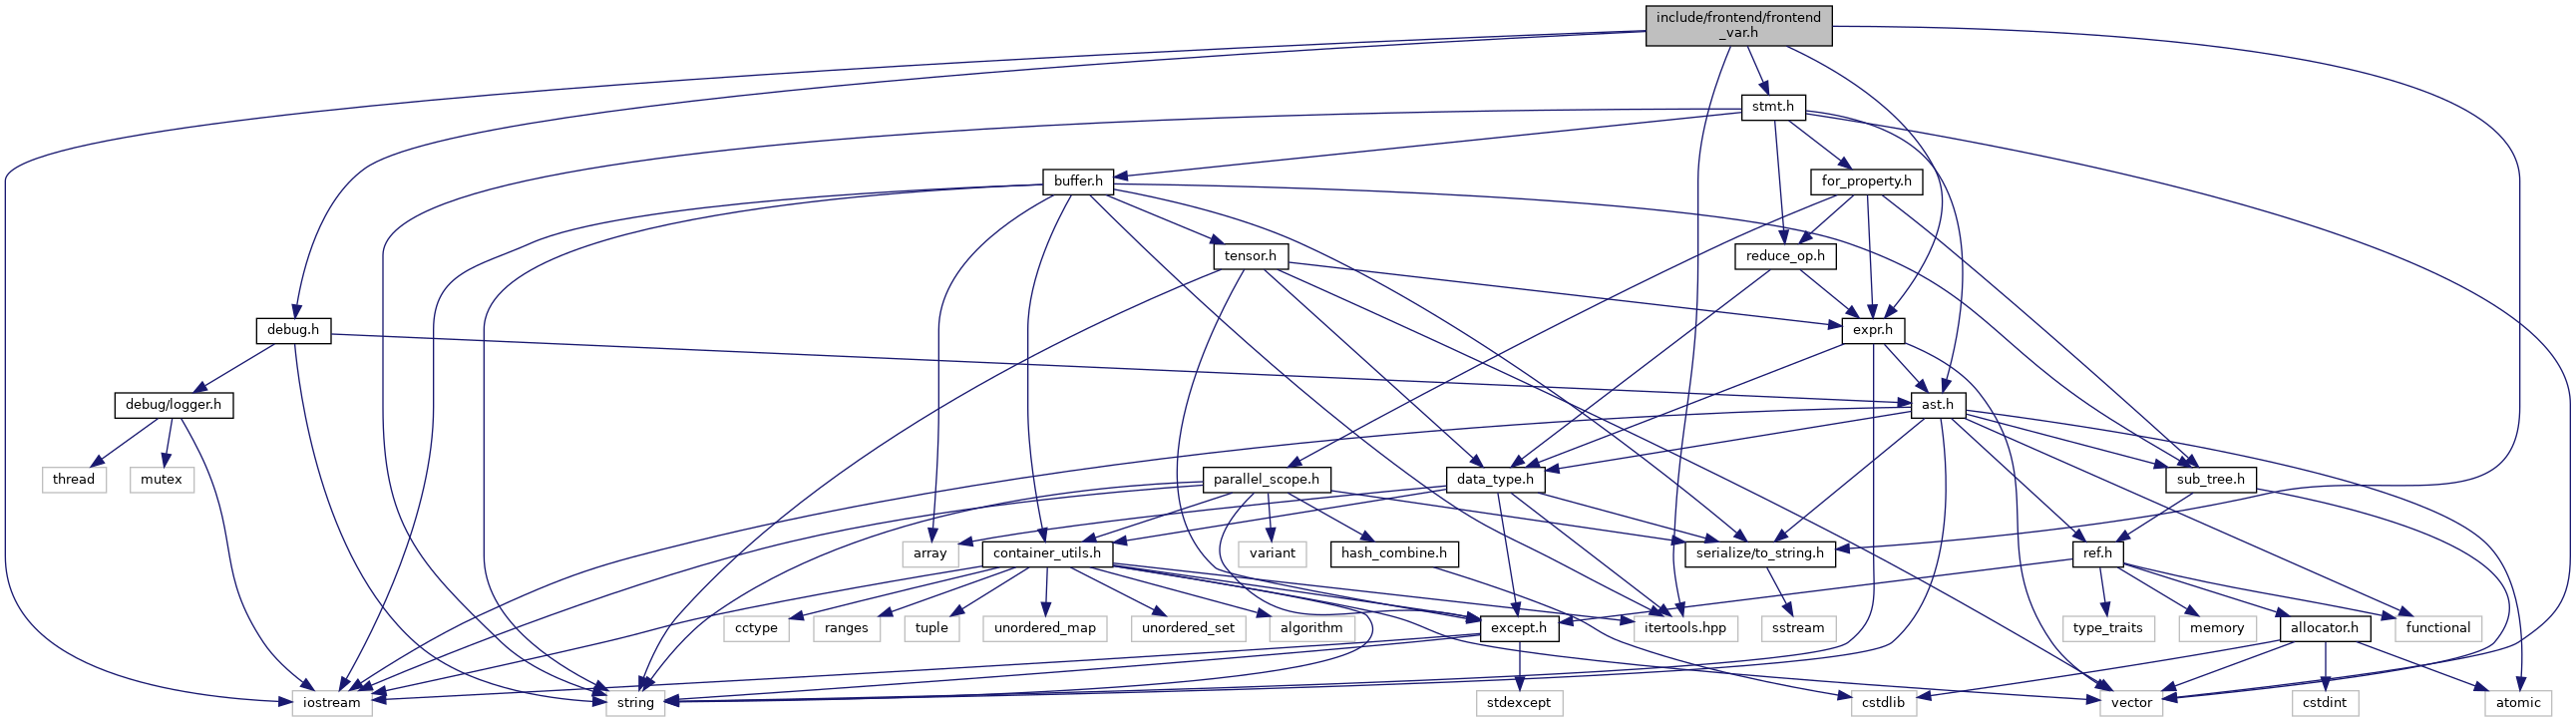 include/frontend/frontend
_var.h
stmt.h
buffer.h
for_property.h
tensor.h
reduce_op.h
debug.h
expr.h
debug/logger.h
ast.h
thread
mutex
parallel_scope.h
data_type.h
sub_tree.h
array
container_utils.h
variant
hash_combine.h
serialize/to_string.h
ref.h
cctype
ranges
tuple
unordered_map
unordered_set
algorithm
except.h
itertools.hpp
sstream
type_traits
memory
allocator.h
functional
iostream
string
stdexcept
cstdlib
vector
cstdint
atomic